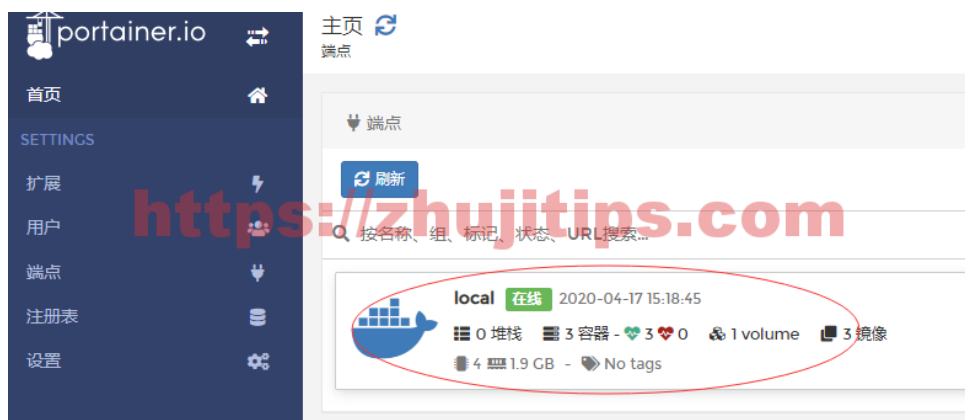 portainer.io
首页
SETTINGS
扩展
用户
端点
注册表
设置
主页
端点
端点
刷新
https://zhujitips.com
按名称、组、标记、状态、URL搜索...
local 在线 2020-04-17 15:18:45
0 堆栈 3 容器 - 3 0 1 volume 3 镜像
4 1.9 GB - No tags